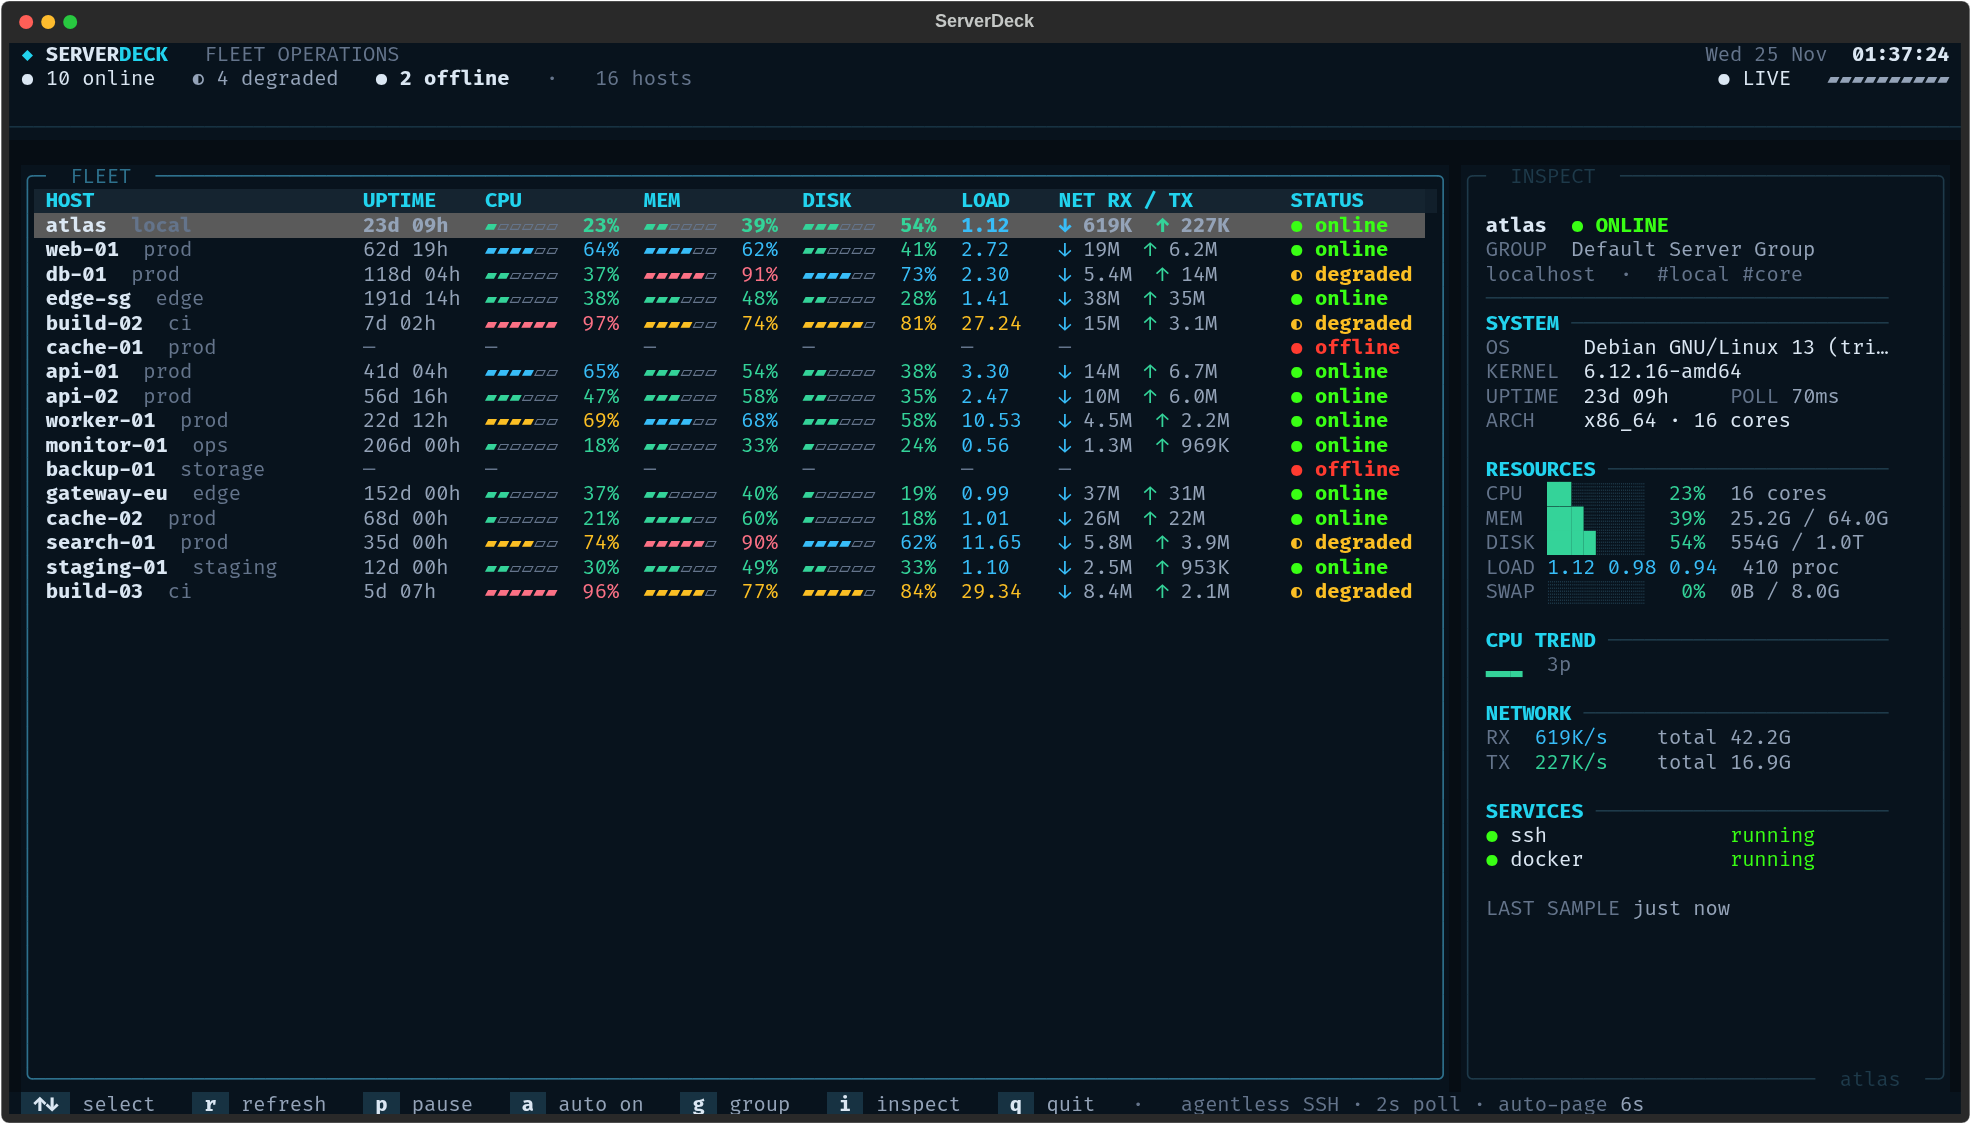 ServerDeck
◆ SERVERDECK FLEET OPERATIONS Wed 25 Nov 01:37:24
● 10 online ◐ 4 degraded ● 2 offline · 16 hosts ● LIVE ▰▰▰▰▰▰▰▰▰▰
FLEET
HOST UPTIME CPU MEM DISK LOAD NET RX / TX STATUS
atlas local 23d 09h ▰▱▱▱▱▱ 23% ▰▰▱▱▱▱ 39% ▰▰▰▱▱▱ 54% 1.12 ↓ 619K ↑ 227K ● online
web-01 prod 62d 19h ▰▰▰▰▱▱ 64% ▰▰▰▰▱▱ 62% ▰▰▱▱▱▱ 41% 2.72 ↓ 19M ↑ 6.2M ● online
db-01 prod 118d 04h ▰▰▱▱▱▱ 37% ▰▰▰▰▰▱ 91% ▰▰▰▰▱▱ 73% 2.30 ↓ 5.4M ↑ 14M ◐ degraded
edge-sg edge 191d 14h ▰▰▱▱▱▱ 38% ▰▰▰▱▱▱ 48% ▰▰▱▱▱▱ 28% 1.41 ↓ 38M ↑ 35M ● online
build-02 ci 7d 02h ▰▰▰▰▰▰ 97% ▰▰▰▰▱▱ 74% ▰▰▰▰▰▱ 81% 27.24 ↓ 15M ↑ 3.1M ◐ degraded
cache-01 prod — — — — — — ● offline
api-01 prod 41d 04h ▰▰▰▰▱▱ 65% ▰▰▰▱▱▱ 54% ▰▰▱▱▱▱ 38% 3.30 ↓ 14M ↑ 6.7M ● online
api-02 prod 56d 16h ▰▰▰▱▱▱ 47% ▰▰▰▱▱▱ 58% ▰▰▱▱▱▱ 35% 2.47 ↓ 10M ↑ 6.0M ● online
worker-01 prod 22d 12h ▰▰▰▰▱▱ 69% ▰▰▰▰▱▱ 68% ▰▰▰▱▱▱ 58% 10.53 ↓ 4.5M ↑ 2.2M ● online
monitor-01 ops 206d 00h ▰▱▱▱▱▱ 18% ▰▰▱▱▱▱ 33% ▰▱▱▱▱▱ 24% 0.56 ↓ 1.3M ↑ 969K ● online
backup-01 storage — — — — — — ● offline
gateway-eu edge 152d 00h ▰▰▱▱▱▱ 37% ▰▰▱▱▱▱ 40% ▰▱▱▱▱▱ 19% 0.99 ↓ 37M ↑ 31M ● online
cache-02 prod 68d 00h ▰▱▱▱▱▱ 21% ▰▰▰▰▱▱ 60% ▰▱▱▱▱▱ 18% 1.01 ↓ 26M ↑ 22M ● online
search-01 prod 35d 00h ▰▰▰▰▱▱ 74% ▰▰▰▰▰▱ 90% ▰▰▰▰▱▱ 62% 11.65 ↓ 5.8M ↑ 3.9M ◐ degraded
staging-01 staging 12d 00h ▰▰▱▱▱▱ 30% ▰▰▰▱▱▱ 49% ▰▰▱▱▱▱ 33% 1.10 ↓ 2.5M ↑ 953K ● online
build-03 ci 5d 07h ▰▰▰▰▰▰ 96% ▰▰▰▰▰▱ 77% ▰▰▰▰▰▱ 84% 29.34 ↓ 8.4M ↑ 2.1M ◐ degraded
INSPECT
atlas ● ONLINE
GROUP Default Server Group
localhost · #local #core
SYSTEM
OS Debian GNU/Linux 13 (tri…
KERNEL 6.12.16-amd64
UPTIME 23d 09h POLL 70ms
ARCH x86_64 · 16 cores
RESOURCES
CPU 23% 16 cores
MEM 39% 25.2G / 64.0G
DISK 54% 554G / 1.0T
LOAD 1.12 0.98 0.94 410 proc
SWAP 0% 0B / 8.0G
CPU TREND
3p
NETWORK
RX 619K/s total 42.2G
TX 227K/s total 16.9G
SERVICES
● ssh running
● docker running
LAST SAMPLE just now
atlas
↑↓ select r refresh p pause a auto on g group i inspect q quit · agentless SSH · 2s poll · auto-page 6s